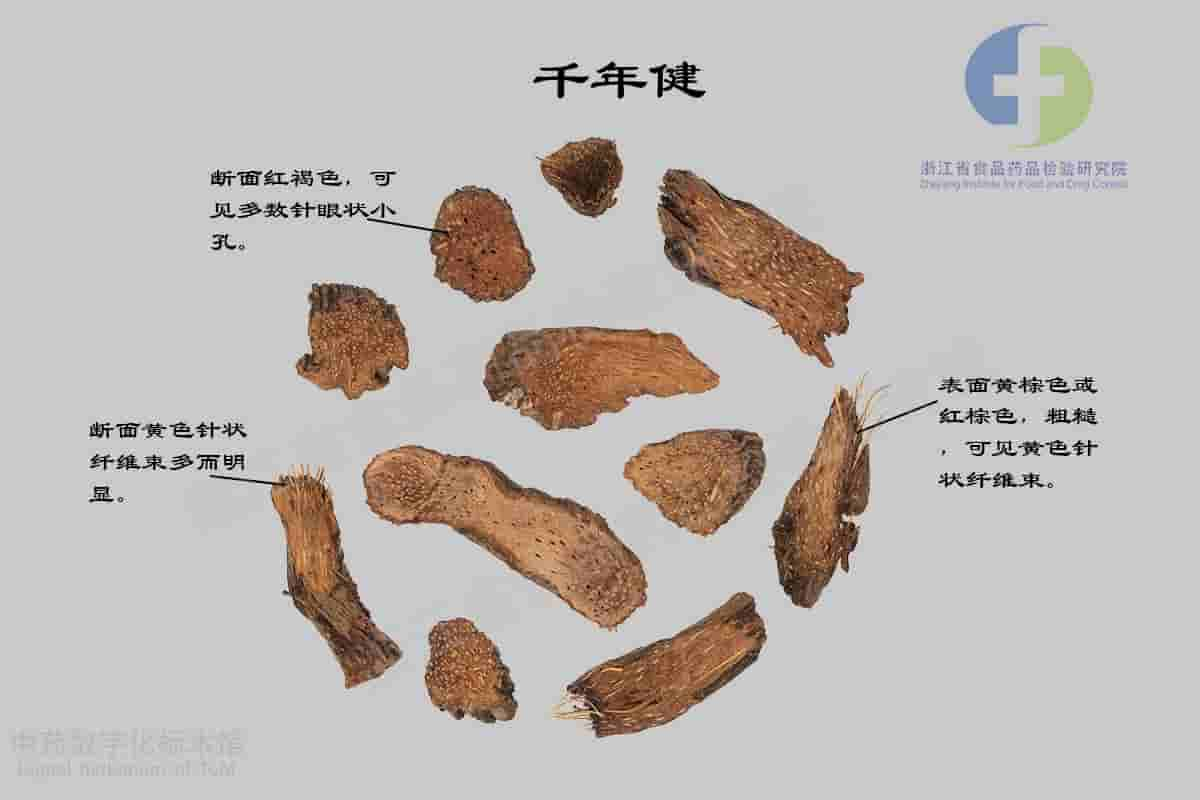 千年健
浙江省食品药品检验研究院
Zhejiang Institute for Food and Drug Control
断面红褐色，可
见多数针眼状小
孔。
表面黄棕色或
红棕色，粗糙
，可见黄色针
状纤维束。
断面黄色针状
纤维束多而明
显。
中药数字化标本馆
Digital Herbarium of TCM